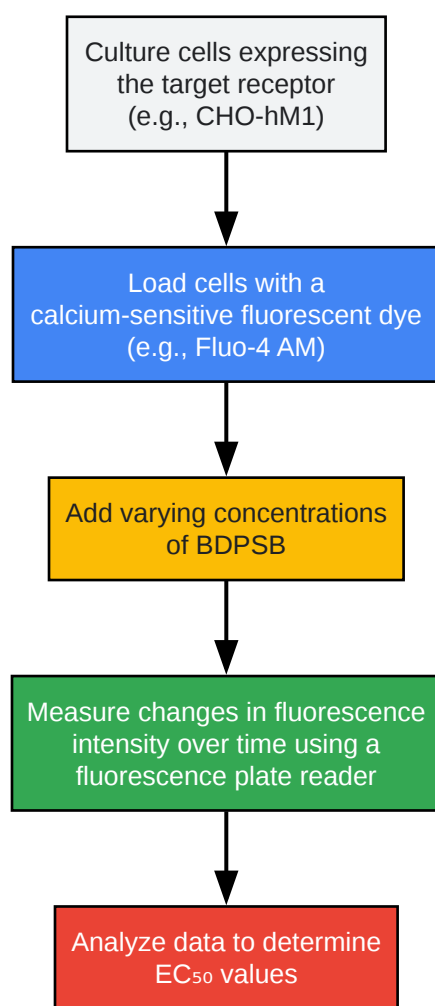 Culture cells expressing
the target receptor
(e.g., CHO-hM1)
Load cells with a
calcium-sensitive fluorescent dye
(e.g., Fluo-4 AM)
Add varying concentrations
of BDPSB
Measure changes in fluorescence
intensity over time using a
fluorescence plate reader
Analyze data to determine
EC₅₀ values